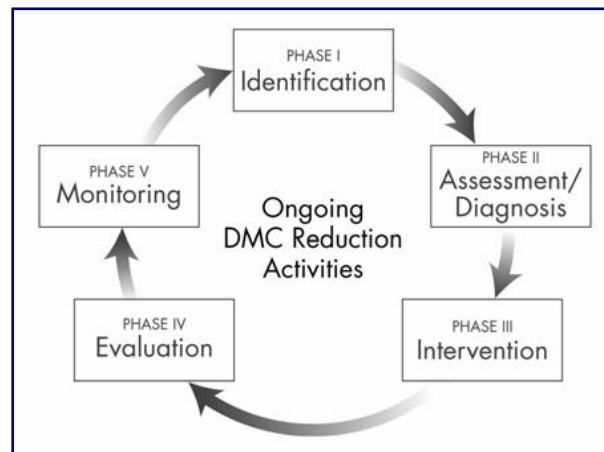 PHASE I
Identification
PHASE II
Assessment/
Diagnosis
PHASE III
Intervention
PHASE IV
Evaluation
PHASE V
Monitoring
Ongoing
DMC Reduction
Activities